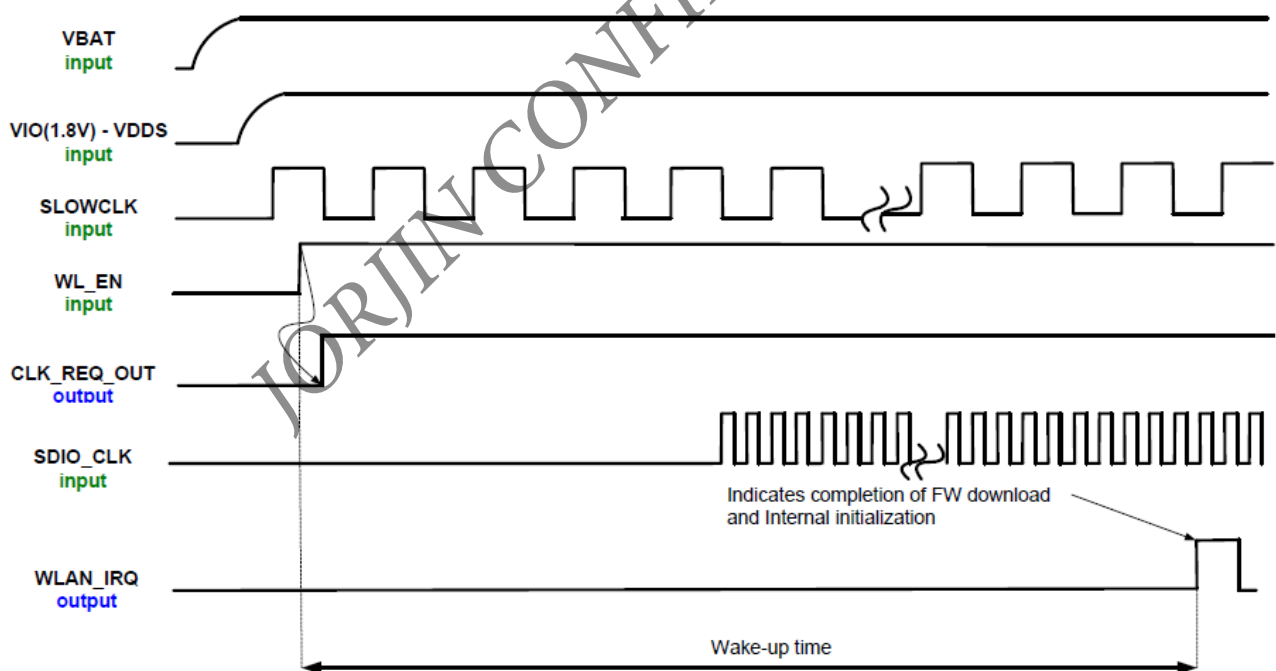 VBAT
input
VIO(1.8V) - VDDS
input
SLOWCLK
input
WL_EN
input
CLK_REQ_OUT
output
SDIO_CLK
input
Indicates completion of FW download
and Internal initialization
WLAN_IRQ
output
Wake-up time
JORJIN CONFI